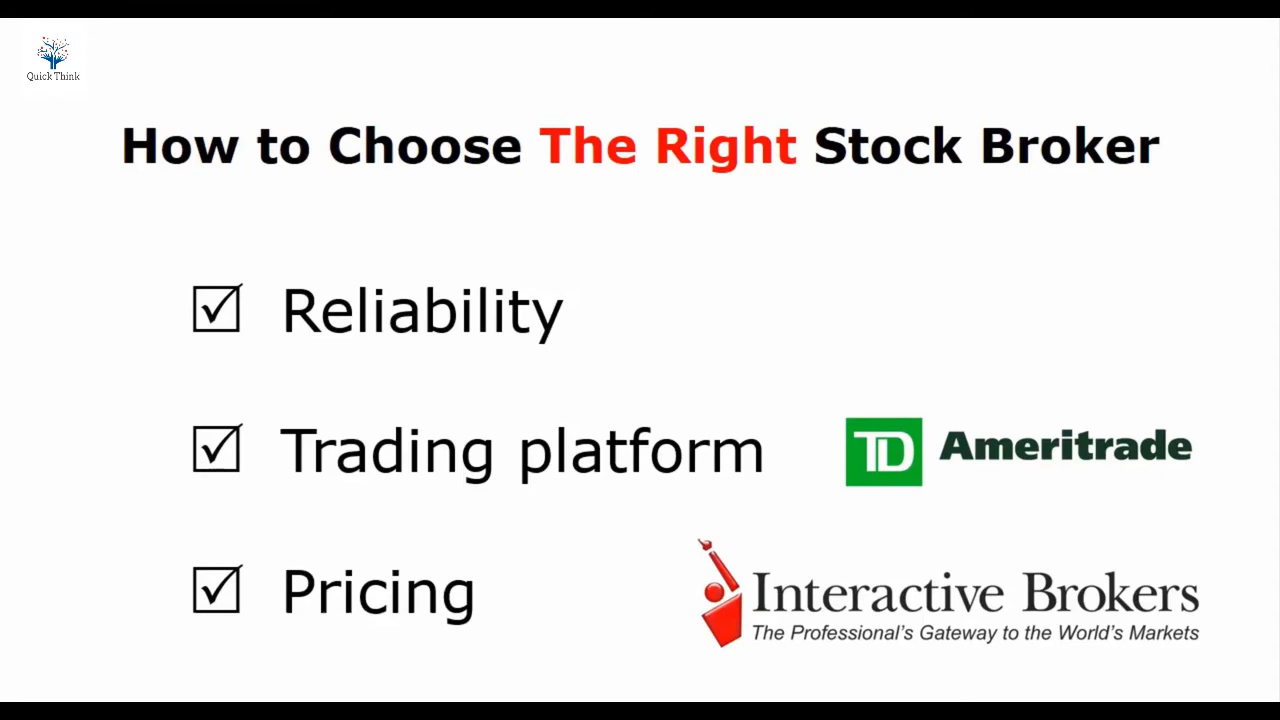 Quick Think
How to Choose The Right Stock Broker
Reliability
Trading platform
TD Ameritrade
Pricing
Interactive Brokers
The Professional's Gateway to the World's Markets